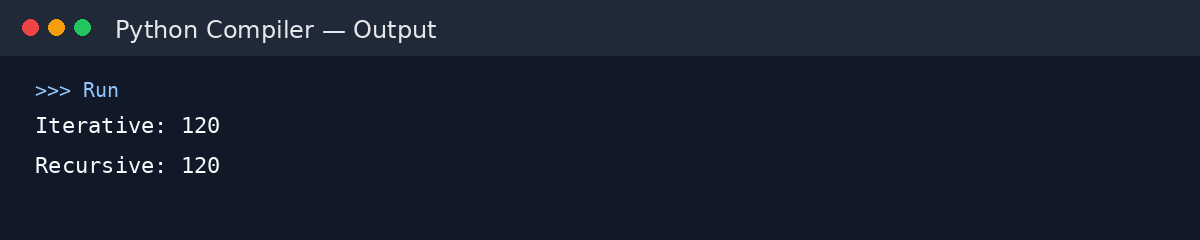 Python Compiler — Output
>>> Run
Iterative: 120
Recursive: 120